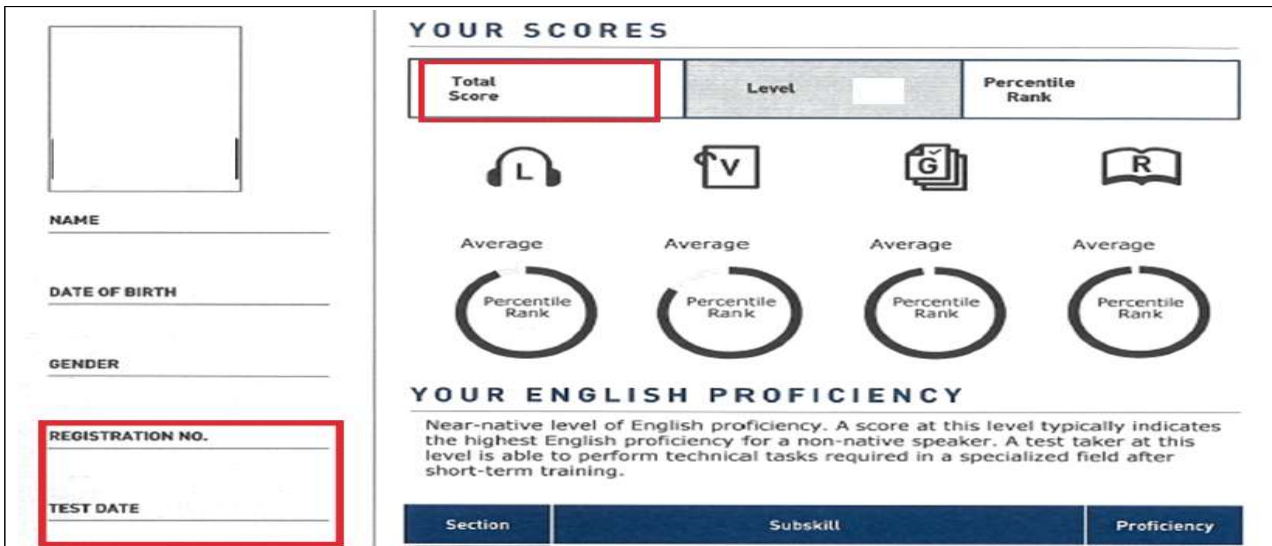 NAME
DATE OF BIRTH
GENDER
REGISTRATION NO.
TEST DATE
YOUR SCORES
Total
Score
Level
Percentile
Rank
L
V
G
R
Average
Average
Average
Average
Percentile
Rank
Percentile
Rank
Percentile
Rank
Percentile
Rank
YOUR ENGLISH PROFICIENCY
Near-native level of English proficiency. A score at this level typically indicates
the highest English proficiency for a non-native speaker. A test taker at this
level is able to perform technical tasks required in a specialized field after
short-term training.
Section
Subskill
Proficiency